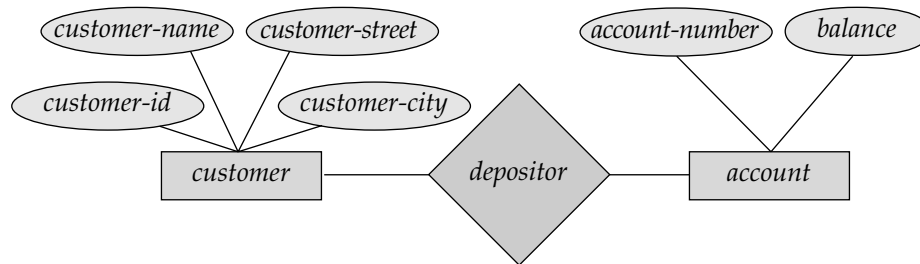 customer-name
customer-street
account-number
balance
customer-id
customer-city
customer
depositor
account